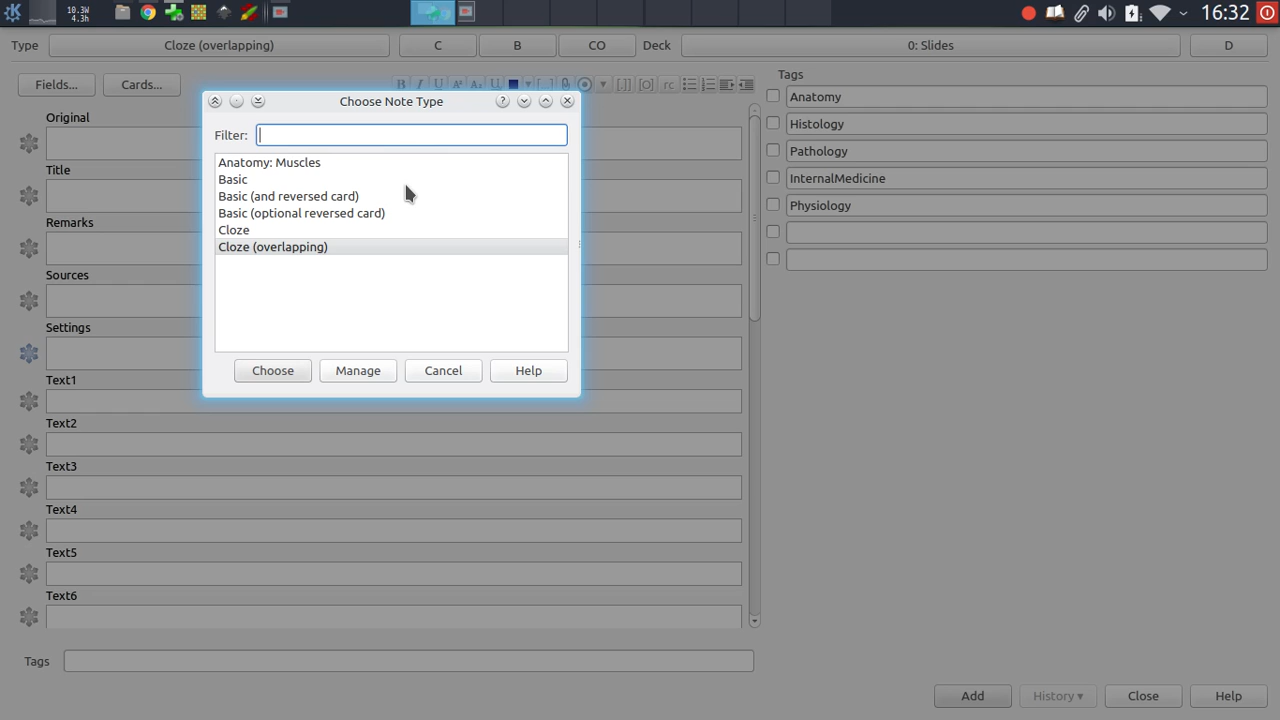 10.3W
4.3h
16:32
Type
Cloze (overlapping)
C
B
CO
Deck
0: Slides
D
Fields...
Cards...
Tags
Anatomy
Histology
Pathology
InternalMedicine
Physiology
Original
Title
Remarks
Sources
Settings
Text1
Text2
Text3
Text4
Text5
Text6
Choose Note Type
Filter:
Anatomy: Muscles
Basic
Basic (and reversed card)
Basic (optional reversed card)
Cloze
Cloze (overlapping)
Choose
Manage
Cancel
Help
Tags
Add
History ▾
Close
Help